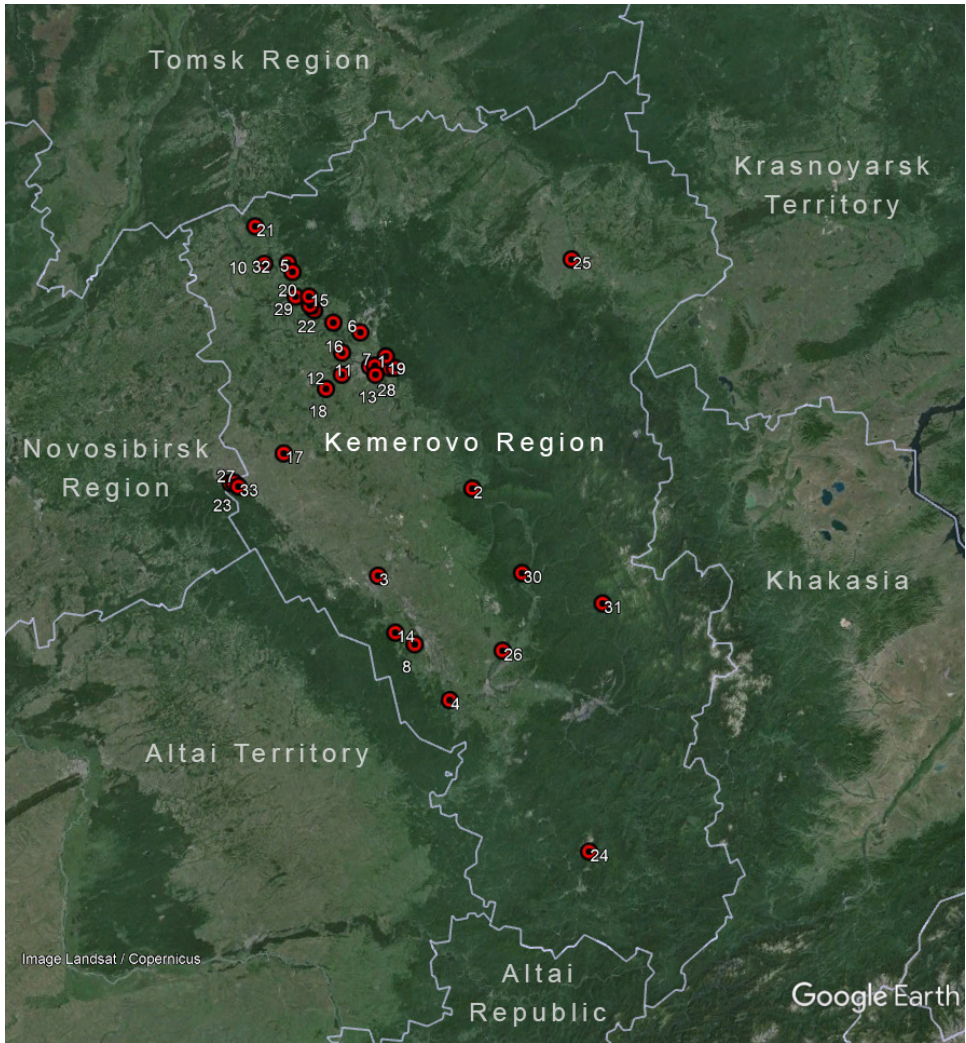 Tomsk Region
Krasnoyarsk
Territory
21
10 32 5
25
20 15
29
22
6
16
7 1
11 19
12 13 28
18
Kemerovo Region
Novosibirsk
Region
17
27
33
23
2
3
30
Khakasia
31
14
8
26
4
Altai Territory
24
Image Landsat / Copernicus
Altai
Republic
Google Earth